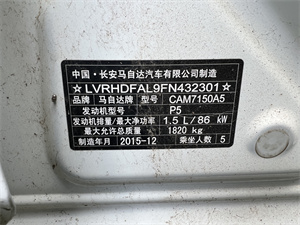 中国·长安马自达汽车有限公司制造
☆LVRHDFAL9FN432301☆
品牌 马自达牌 型号 CAM7150A5
发动机型号 P5
发动机排量/最大净功率 1.5 L/86 kW
最大允许总质量 1820 kg
制造年月 2015-12 乘坐人数 5